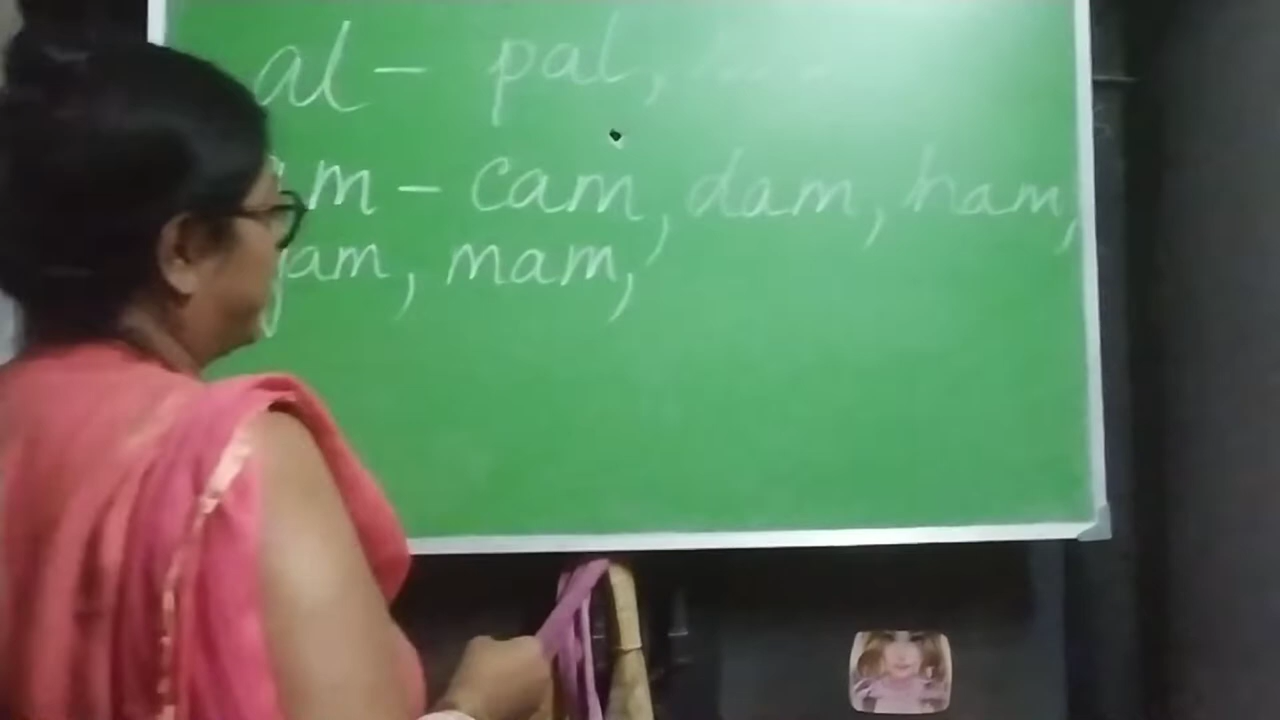 al – pal,
am – cam, dam, ham,
jam, mam,